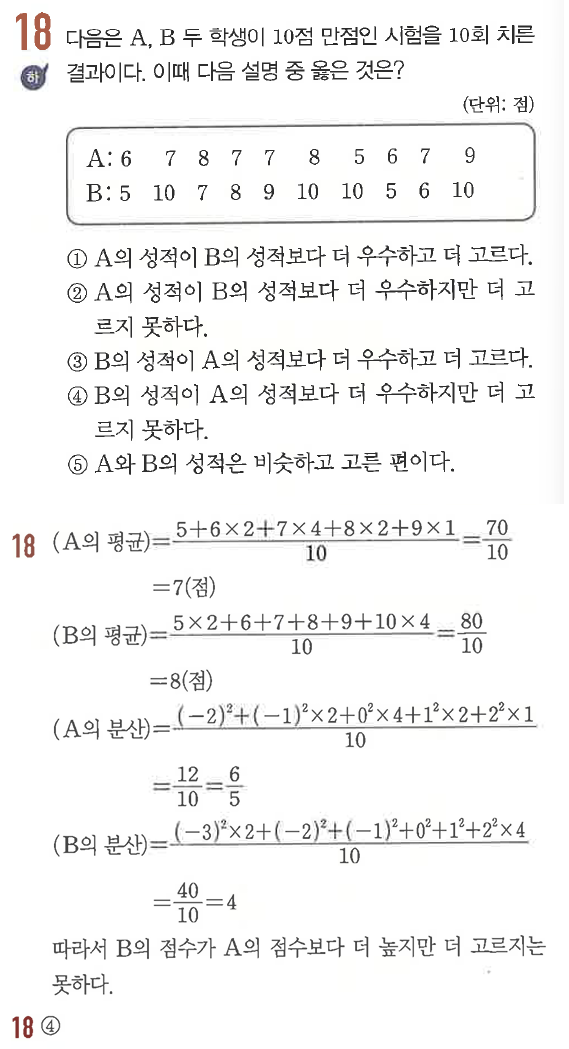 18 다음은 A, B 두 학생이 10점 만점인 시험을 10회 치른
하 결과이다. 이때 다음 설명 중 옳은 것은?
(단위: 점)
A: 6 7 8 7 7 8 5 6 7 9
B: 5 10 7 8 9 10 10 5 6 10
① A의 성적이 B의 성적보다 더 우수하고 더 고르다.
② A의 성적이 B의 성적보다 더 우수하지만 더 고
르지 못하다.
③ B의 성적이 A의 성적보다 더 우수하고 더 고르다.
④ B의 성적이 A의 성적보다 더 우수하지만 더 고
르지 못하다.
⑤ A와 B의 성적은 비슷하고 고른 편이다.
18 (A의 평균)=(5+6×2+7×4+8×2+9×1)/10=70/10
=7(점)
(B의 평균)=(5×2+6+7+8+9+10×4)/10=80/10
=8(점)
(A의 분산)=((-2)²+(-1)²×2+0²×4+1²×2+2²×1)/10
=12/10=6/5
(B의 분산)=((-3)²×2+(-2)²+(-1)²+0²+1²+2²×4)/10
=40/10=4
따라서 B의 점수가 A의 점수보다 더 높지만 더 고르지는
못하다.
18 ④